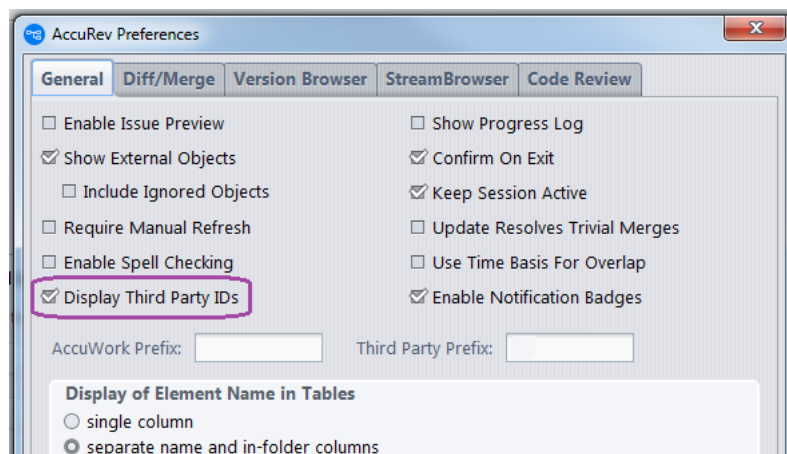 AccuRev Preferences
General Diff/Merge Version Browser StreamBrowser Code Review
Enable Issue Preview Show Progress Log
Show External Objects Confirm On Exit
Include Ignored Objects Keep Session Active
Require Manual Refresh Update Resolves Trivial Merges
Enable Spell Checking Use Time Basis For Overlap
Display Third Party IDs Enable Notification Badges
AccuWork Prefix: Third Party Prefix:
Display of Element Name in Tables
single column
separate name and in-folder columns